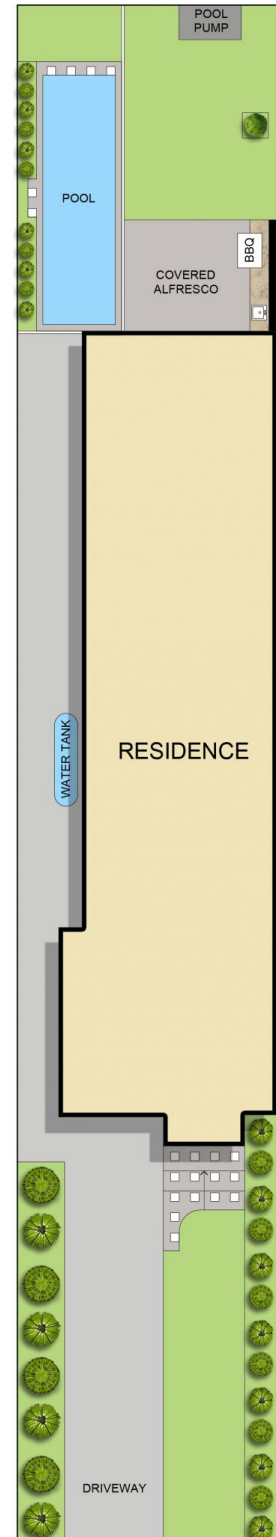 POOL
PUMP
POOL
BBQ
COVERED
ALFRESCO
WATER TANK
RESIDENCE
DRIVEWAY